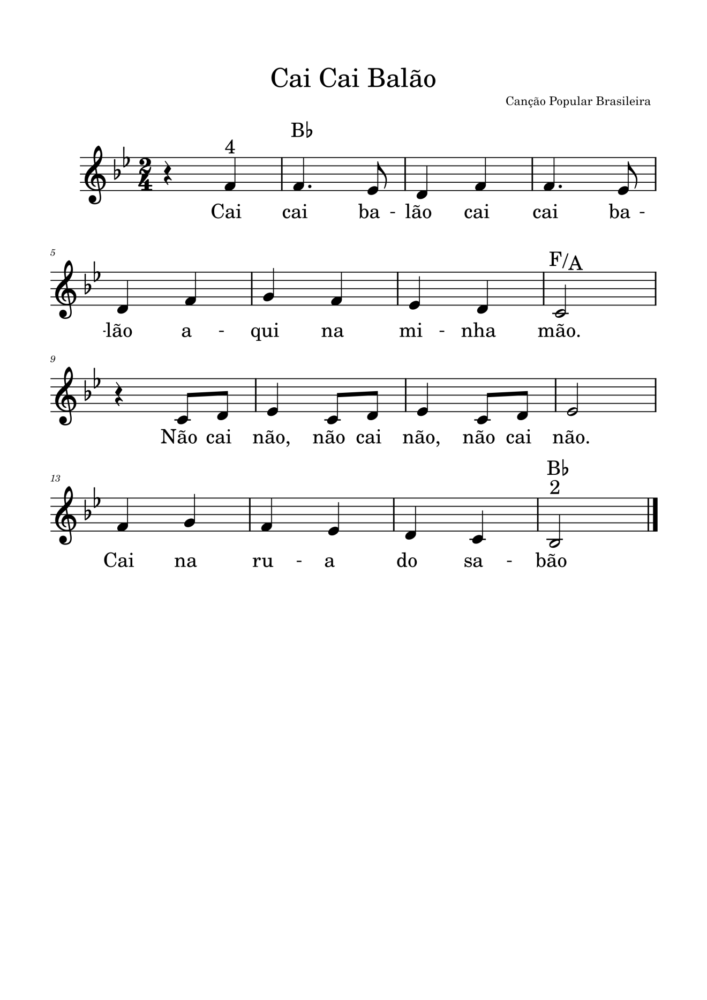 Cai Cai Balão
Canção Popular Brasileira
B♭
4
2
4
Cai cai ba - lão cai cai ba -
5
F/A
-lão a - qui na mi - nha mão.
9
Não cai não, não cai não, não cai não.
13
B♭
2
Cai na ru - a do sa - bão